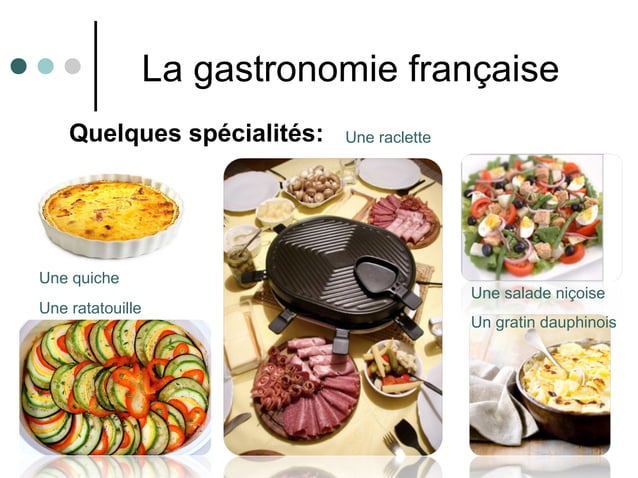 La gastronomie française
Quelques spécialités:
Une raclette
Une quiche
Une ratatouille
Une salade niçoise
Un gratin dauphinois